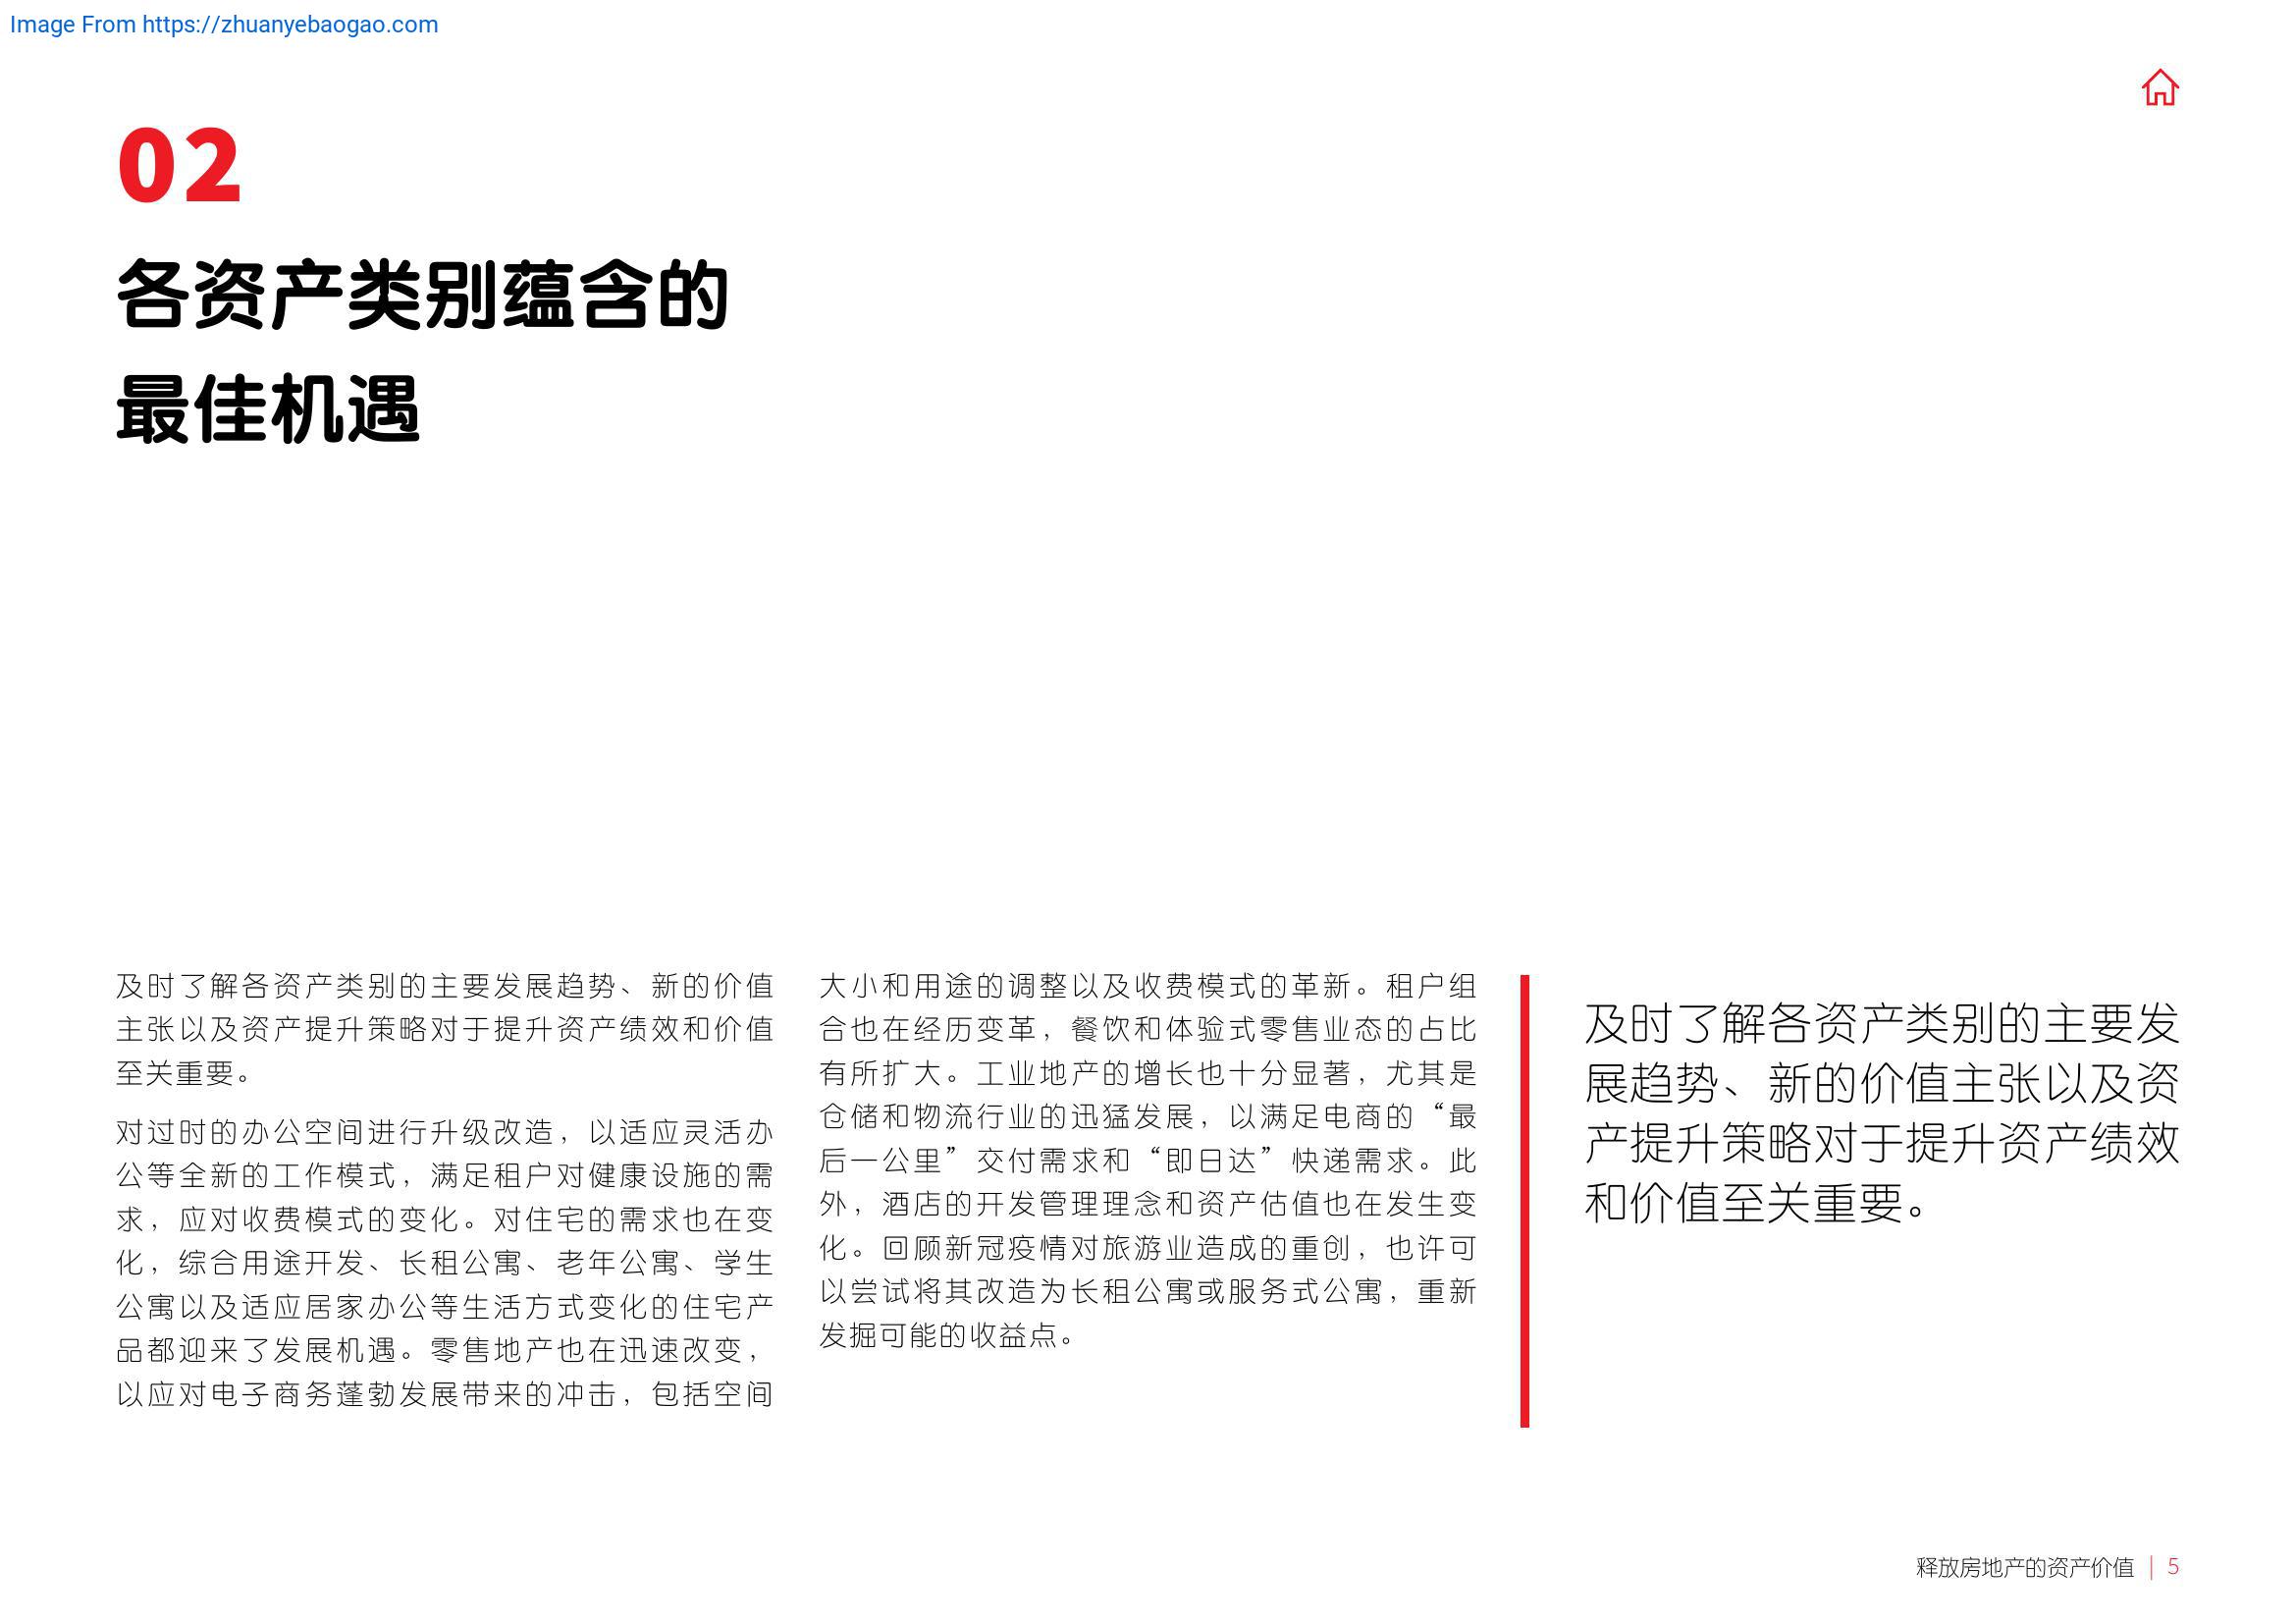 Image From https://zhuanyebaogao.com
02
各资产类别蕴含的
最佳机遇
及时了解各资产类别的主要发展趋势、新的价值
主张以及资产提升策略对于提升资产绩效和价值
至关重要。
对过时的办公空间进行升级改造，以适应灵活办
公等全新的工作模式，满足租户对健康设施的需
求，应对收费模式的变化。对住宅的需求也在变
化，综合用途开发、长租公寓、老年公寓、学生
公寓以及适应居家办公等生活方式变化的住宅产
品都迎来了发展机遇。零售地产也在迅速改变，
以应对电子商务蓬勃发展带来的冲击，包括空间
大小和用途的调整以及收费模式的革新。租户组
合也在经历变革，餐饮和体验式零售业态的占比
有所扩大。工业地产的增长也十分显著，尤其是
仓储和物流行业的迅猛发展，以满足电商的“最
后一公里”交付需求和“即日达”快递需求。此
外，酒店的开发管理理念和资产估值也在发生变
化。回顾新冠疫情对旅游业造成的重创，也许可
以尝试将其改造为长租公寓或服务式公寓，重新
发掘可能的收益点。
及时了解各资产类别的主要发
展趋势、新的价值主张以及资
产提升策略对于提升资产绩效
和价值至关重要。
释放房地产的资产价值 | 5